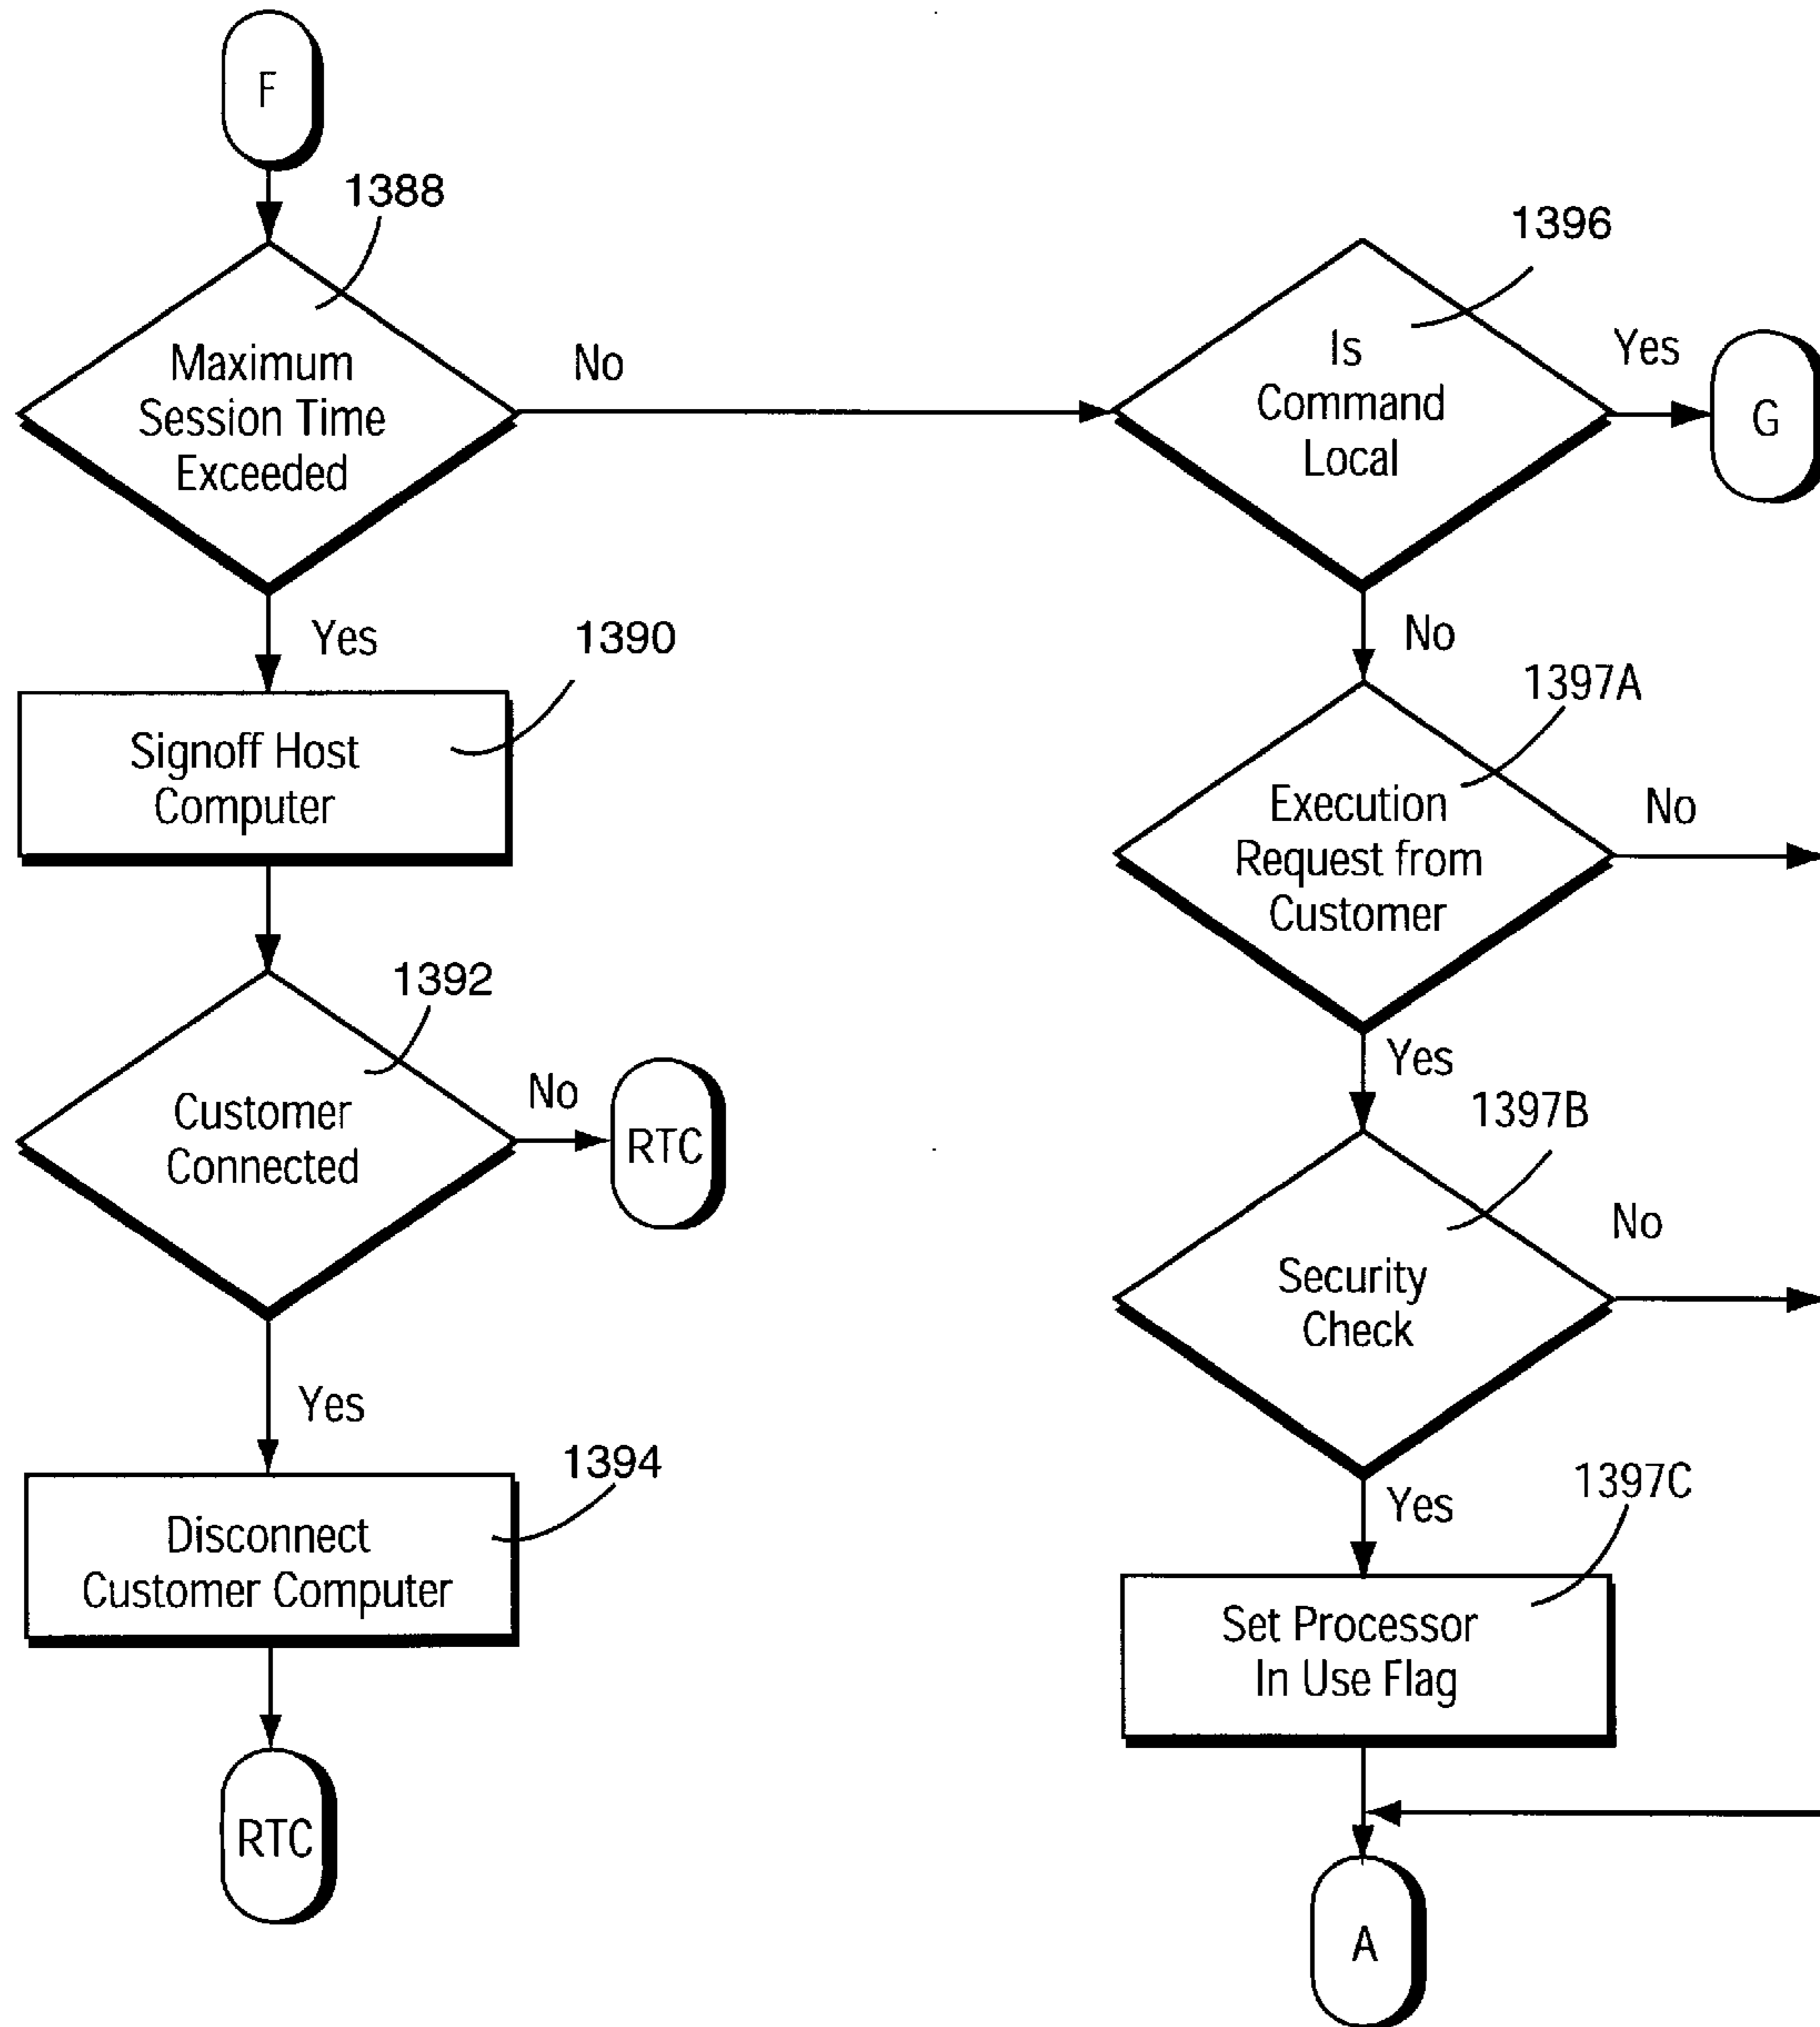 F
1388
Maximum
Session Time
Exceeded
No
Yes
1390
Signoff Host
Computer
1392
Customer
Connected
No
RTC
Yes
1394
Disconnect
Customer Computer
RTC
1396
Is
Command
Local
Yes
G
No
1397A
Execution
Request from
Customer
No
Yes
1397B
Security
Check
No
Yes
1397C
Set Processor
In Use Flag
A